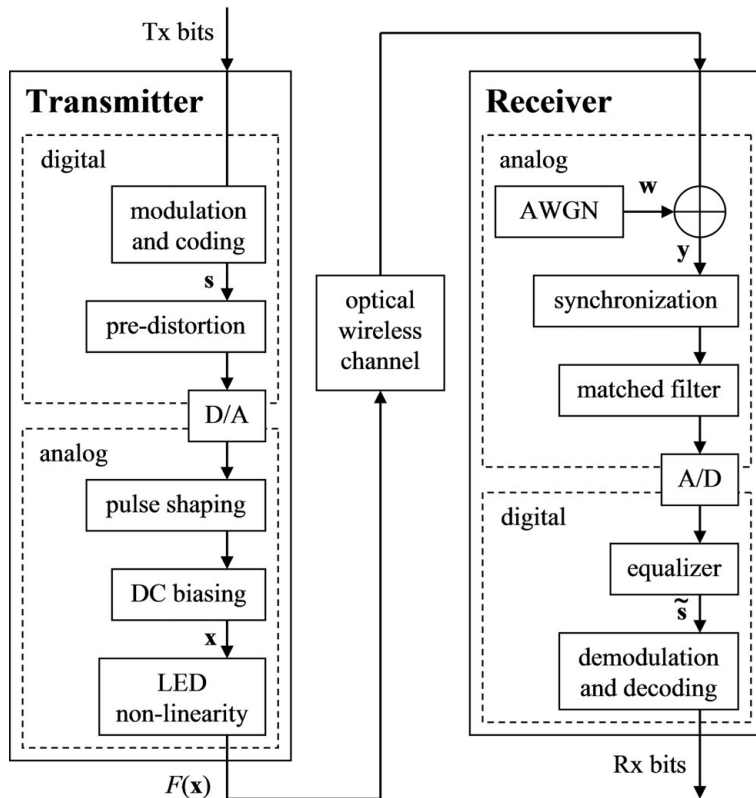 Tx bits
Transmitter
digital
modulation
and coding
s
pre-distortion
D/A
analog
pulse shaping
DC biasing
x
LED
non-linearity
F(x)
optical
wireless
channel
Receiver
analog
AWGN
w
y
synchronization
matched filter
A/D
digital
equalizer
s̃
demodulation
and decoding
Rx bits